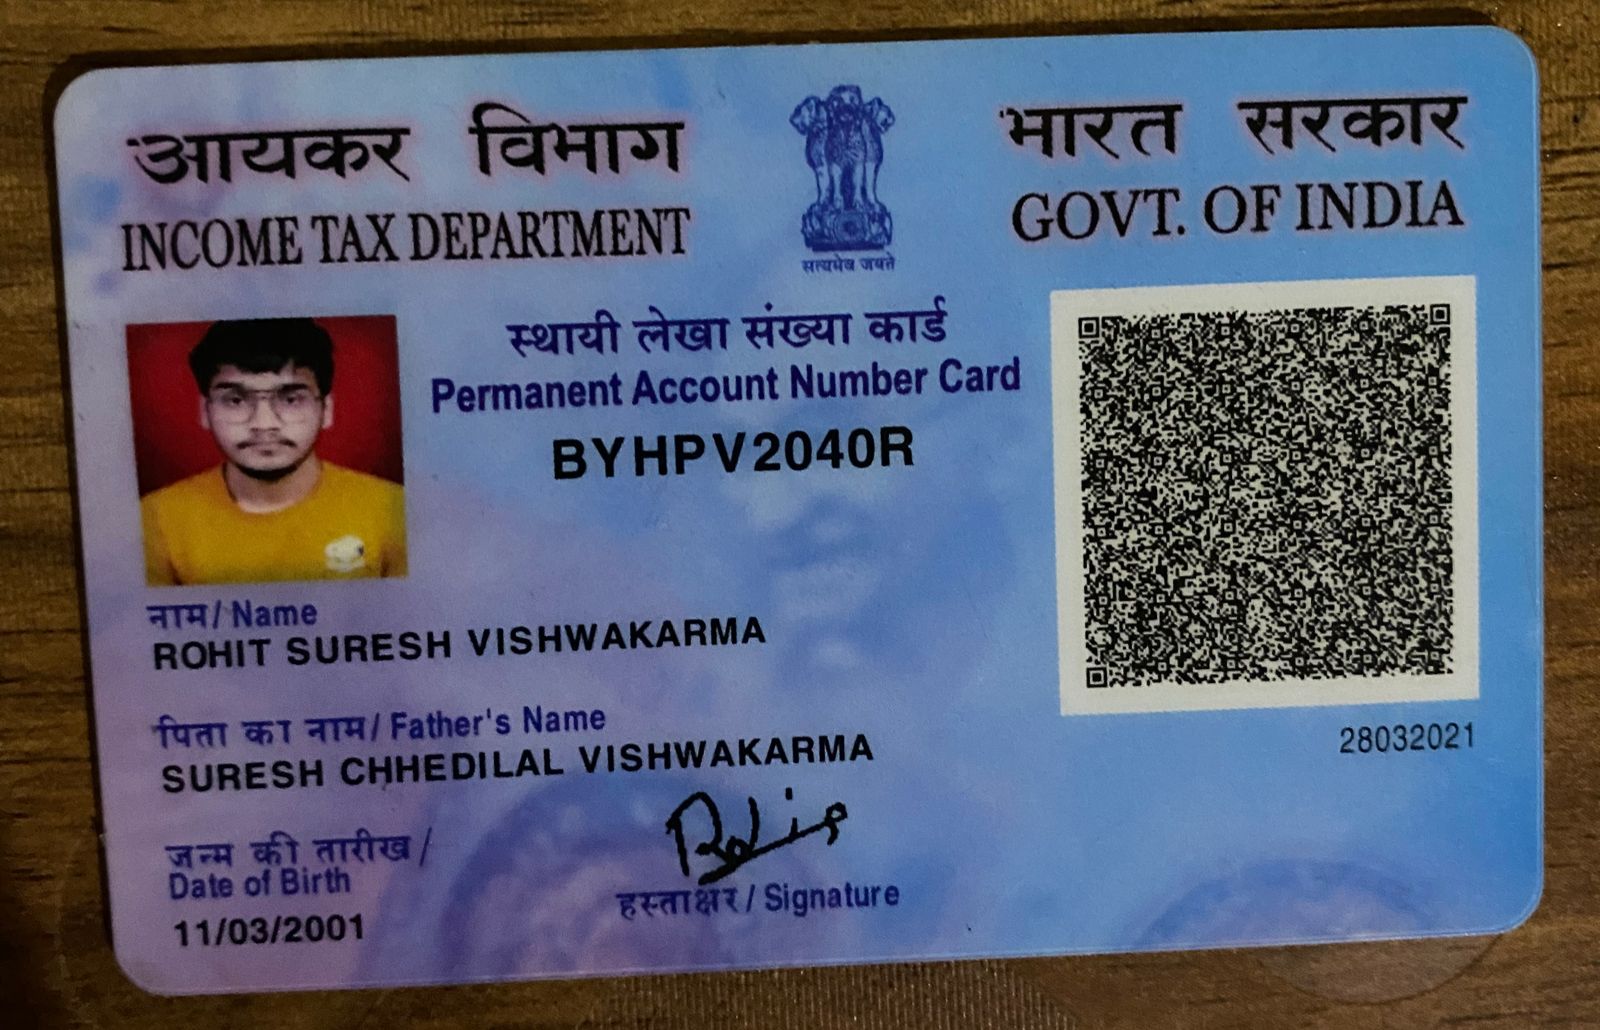 आयकर विभाग
INCOME TAX DEPARTMENT
सत्यमेव जयते
भारत सरकार
GOVT. OF INDIA
स्थायी लेखा संख्या कार्ड
Permanent Account Number Card
BYHPV2040R
नाम / Name
ROHIT SURESH VISHWAKARMA
पिता का नाम / Father's Name
SURESH CHHEDILAL VISHWAKARMA
28032021
जन्म की तारीख /
Date of Birth
11/03/2001
हस्ताक्षर / Signature